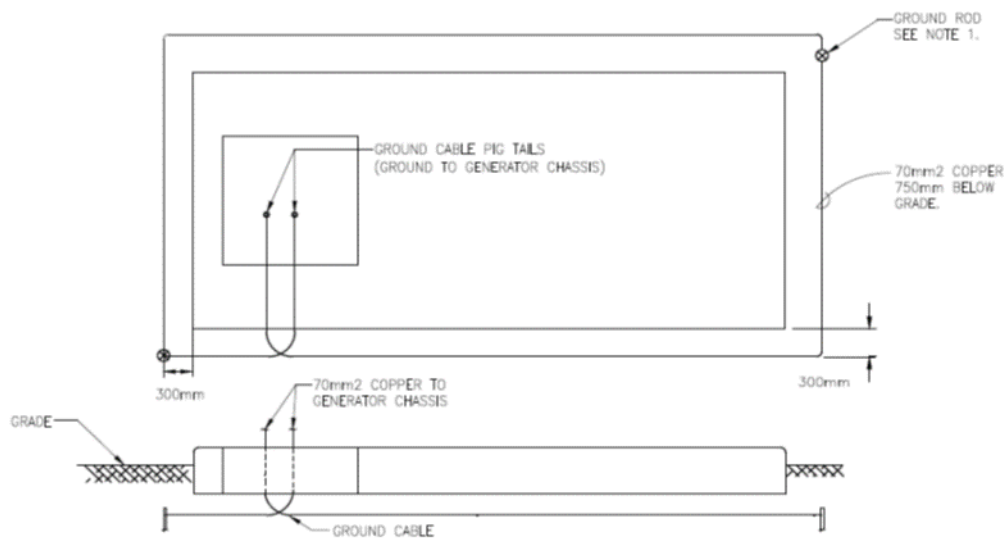 GROUND ROD
SEE NOTE 1.
GROUND CABLE PIG TAILS
(GROUND TO GENERATOR CHASSIS)
70mm2 COPPER
750mm BELOW
GRADE.
300mm
300mm
70mm2 COPPER TO
GENERATOR CHASSIS
GRADE
GROUND CABLE